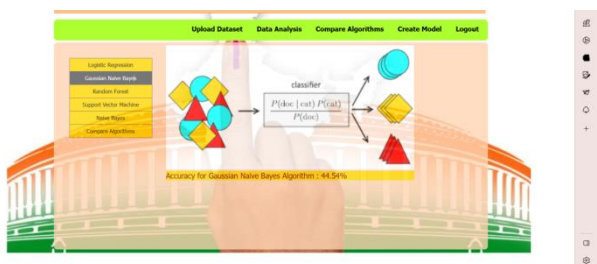 Upload Dataset Data Analysis Compare Algorithms Create Model Logout
Logistic Regression
Gaussian Naive Bayes
Random Forest
Support Vector Machine
Naive Bayes
Compare Algorithms
classifier
P(doc | cat) P(cat)
P(doc)
Accuracy for Gaussian Naive Bayes Algorithm : 44.54%